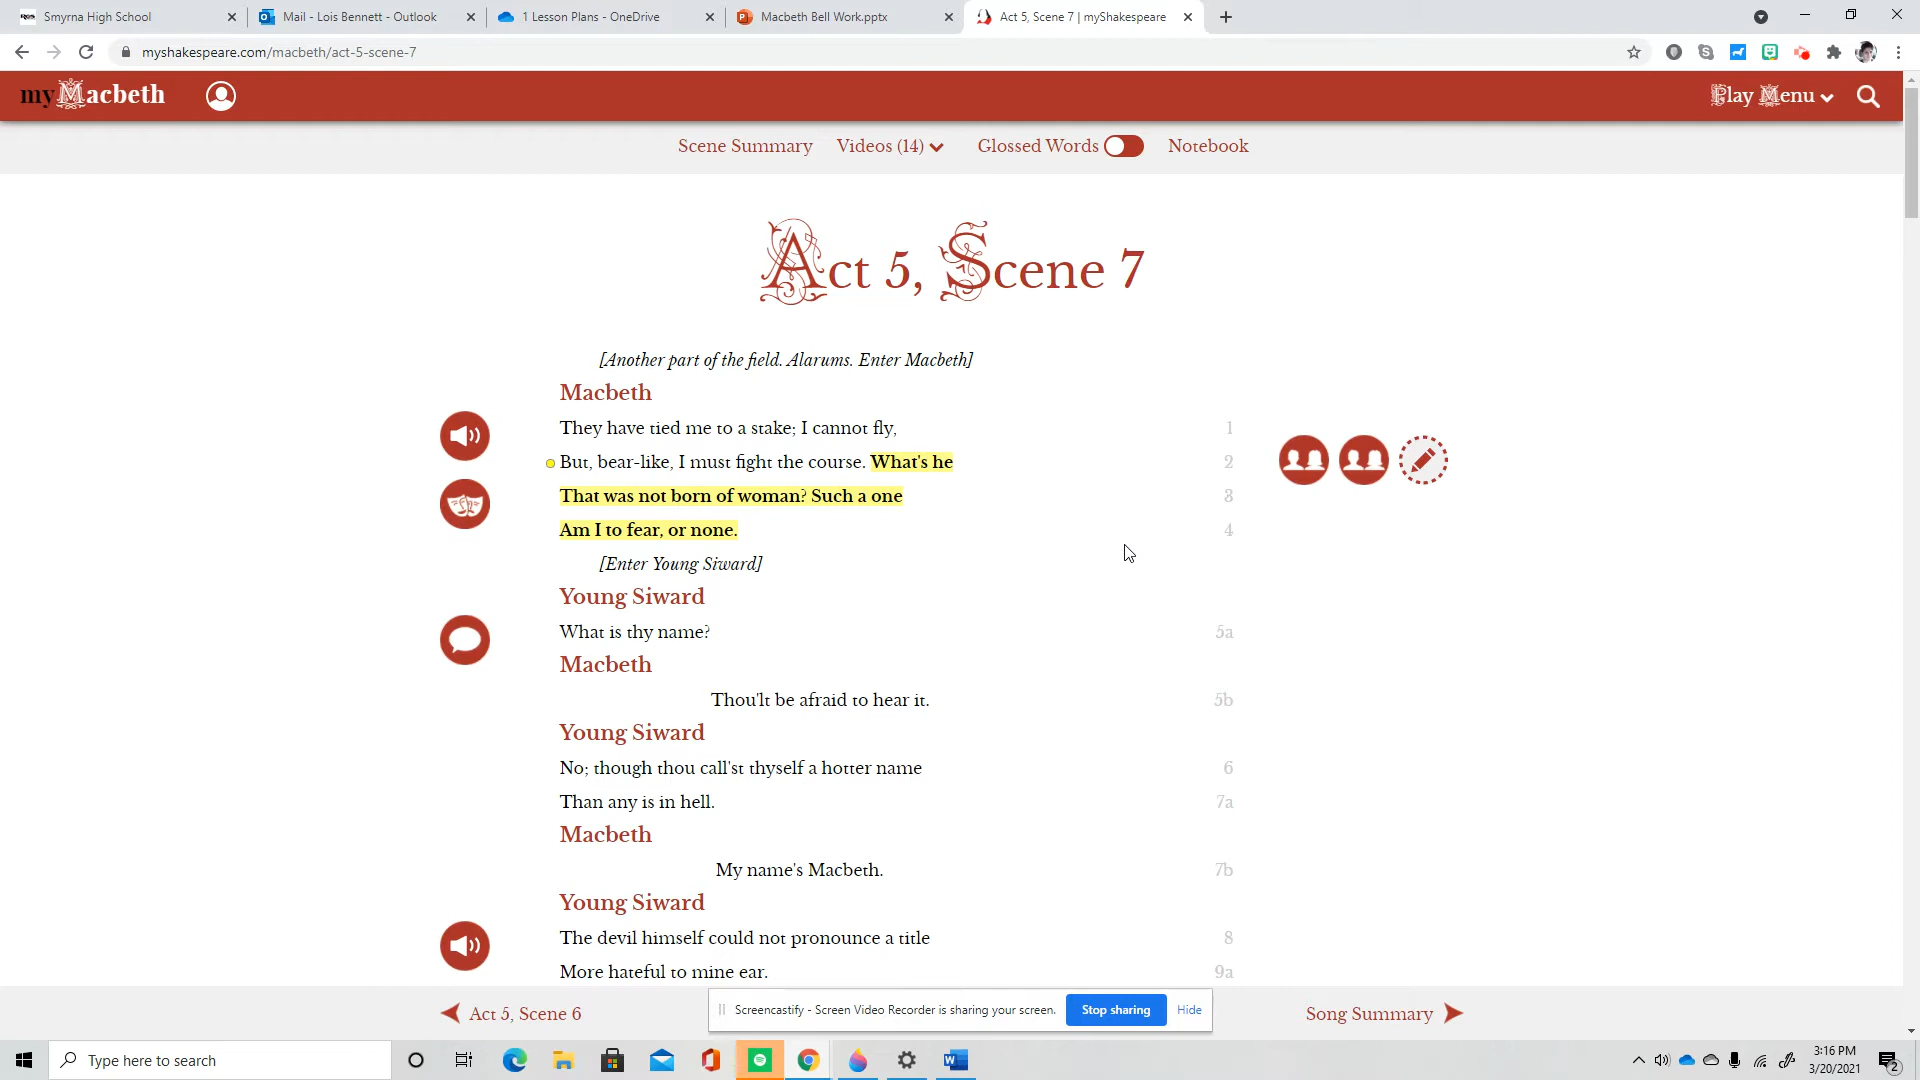 Smyrna High School
Mail - Lois Bennett - Outlook
1 Lesson Plans - OneDrive
Macbeth Bell Work.pptx
Act 5, Scene 7 | myShakespeare
myshakespeare.com/macbeth/act-5-scene-7
myMacbeth
Play Menu
Scene Summary
Videos (14)
Glossed Words
Notebook
Act 5, Scene 7
[Another part of the field. Alarums. Enter Macbeth]
Macbeth
They have tied me to a stake; I cannot fly, 1
But, bear-like, I must fight the course. What's he 2
That was not born of woman? Such a one 3
Am I to fear, or none. 4
[Enter Young Siward]
Young Siward
What is thy name? 5a
Macbeth
Thou'lt be afraid to hear it. 5b
Young Siward
No; though thou call'st thyself a hotter name 6
Than any is in hell. 7a
Macbeth
My name's Macbeth. 7b
Young Siward
The devil himself could not pronounce a title 8
More hateful to mine ear. 9a
Act 5, Scene 6
Screencastify - Screen Video Recorder is sharing your screen.
Stop sharing
Hide
Song Summary
Type here to search
3:16 PM
3/20/2021
2